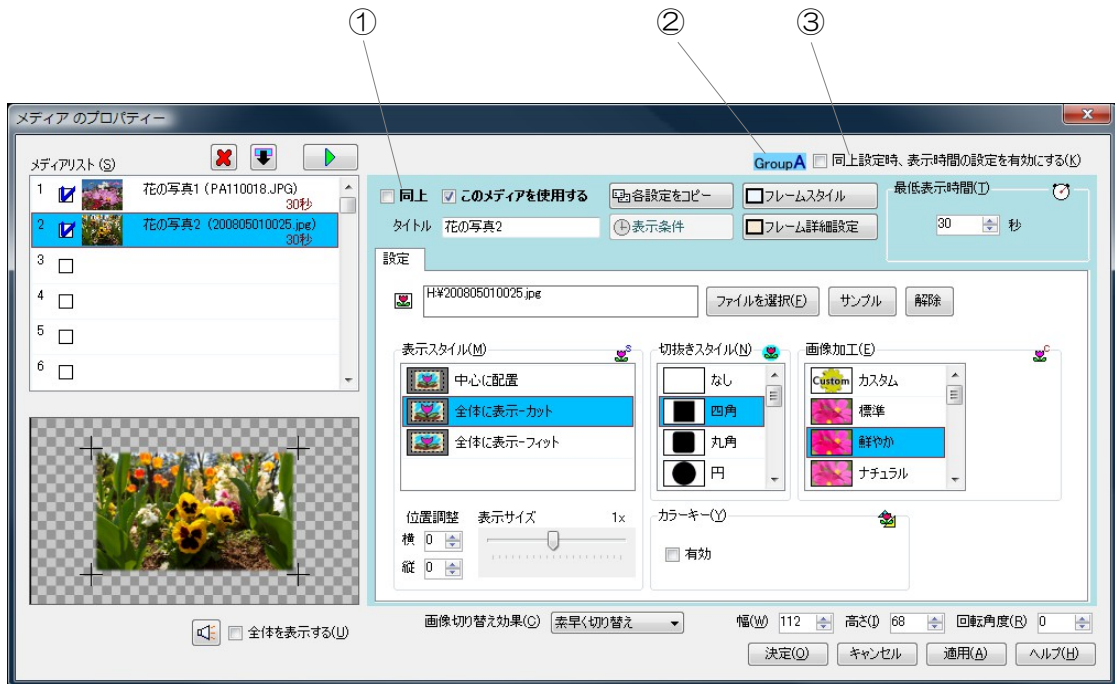 ① ② ③
メディア のプロパティー
メディアリスト (S)
GroupA 同上設定時、表示時間の設定を有効にする(K)
1 花の写真1 (PA110018.JPG)
30秒
2 花の写真2 (200805010025.jpg)
30秒
3
4
5
6
同上 このメディアを使用する 各設定をコピー フレームスタイル
最低表示時間(T)
タイトル 花の写真2 表示条件 フレーム詳細設定
30 秒
設定
H:¥200805010025.jpg ファイルを選択(F) サンプル 解除
表示スタイル(M) S
中心に配置
全体に表示-カット
全体に表示-フィット
切抜きスタイル(N)
なし
四角
丸角
円
画像加工(E) C
Custom カスタム
標準
鮮やか
ナチュラル
位置調整 表示サイズ 1x
横 0
縦 0
カラーキー(Y)
有効
全体を表示する(U)
画像切り替え効果(C) 素早く切り替え 幅(W) 112 高さ(I) 68 回転角度(R) 0
決定(O) キャンセル 適用(A) ヘルプ(H)